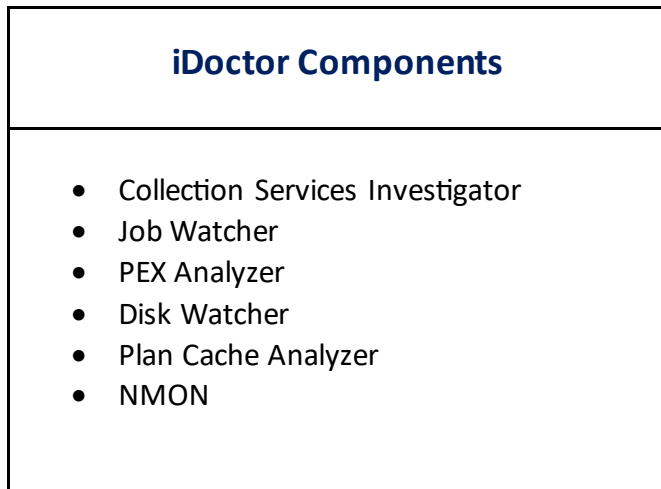 iDoctor Components
• Collection Services Investigator
• Job Watcher
• PEX Analyzer
• Disk Watcher
• Plan Cache Analyzer
• NMON